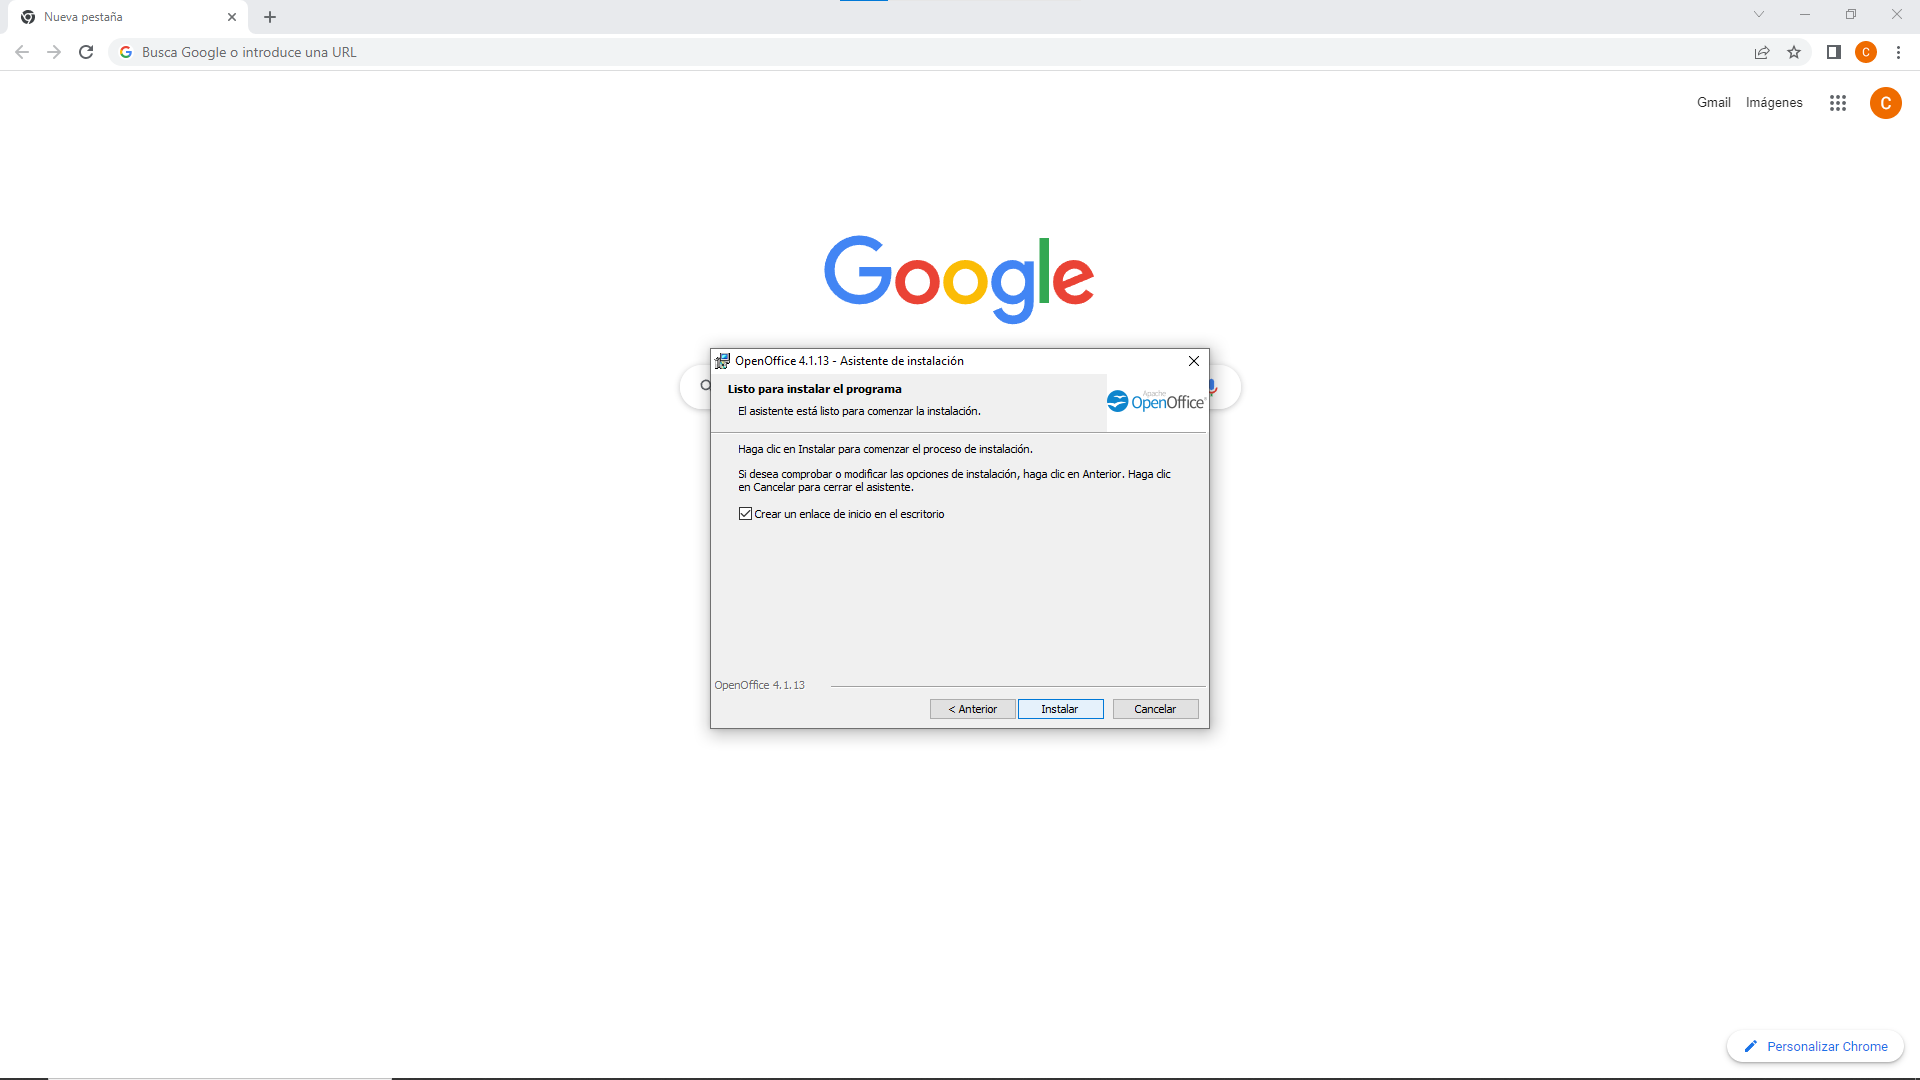 Nueva pestaña
Busca Google o introduce una URL
C
Gmail
Imágenes
C
Google
OpenOffice 4.1.13 - Asistente de instalación
Listo para instalar el programa
El asistente está listo para comenzar la instalación.
Apache
OpenOffice
Haga clic en Instalar para comenzar el proceso de instalación.
Si desea comprobar o modificar las opciones de instalación, haga clic en Anterior. Haga clic
en Cancelar para cerrar el asistente.
Crear un enlace de inicio en el escritorio
OpenOffice 4.1.13
< Anterior
Instalar
Cancelar
Personalizar Chrome